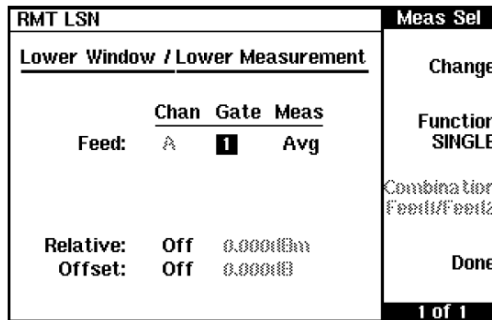 RMT LSN
Meas Sel
Lower Window / Lower Measurement
Chan Gate Meas
Feed: A 1 Avg
Relative: Off 0.000dBm
Offset: Off 0.000dB
Change
Function
SINGLE
Combination
Feed1/Feed2
Done
1 of 1